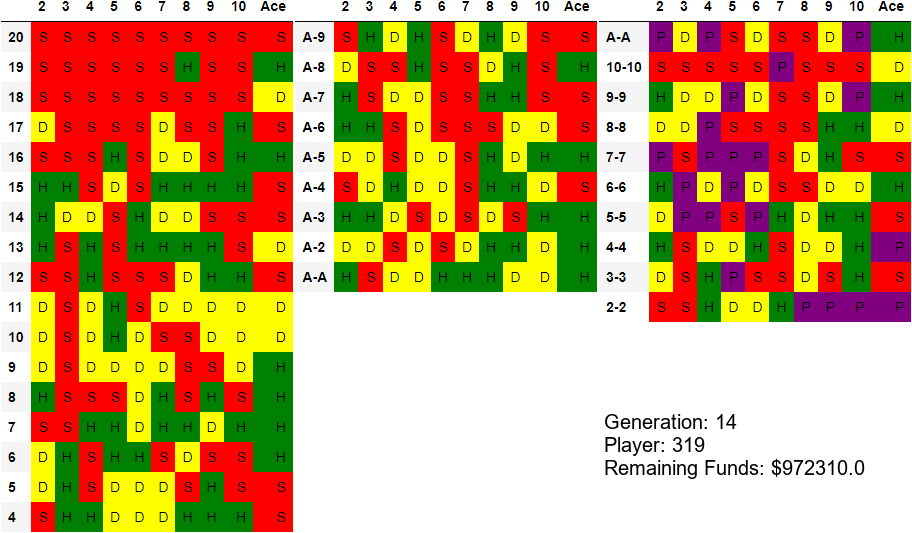 2 3 4 5 6 7 8 9 10 Ace
20 S S S S S S S S S S
19 S S S S S S H S S H
18 S S S S S S S S S D
17 D S S S S D S S H S
16 S S S H S D D S H H
15 H H S D S H H H H S
14 H D D S H D D S S S
13 H S H S H H H H S D
12 S S H S S S D H H S
11 D S D H S D D D D D
10 D S D H D S S D D D
9 D S D D D D S S D H
8 H S S S D H S H S H
7 S S H H D H H D H H
6 D H S H H S D S S H
5 D H S D D D S H S S
4 S H H D D D H H H S
2 3 4 5 6 7 8 9 10 Ace
A-9 S H D H S D H D S S
A-8 D S S H S S D H S H
A-7 H S D D S S H H S S
A-6 H H S D S S S D D S
A-5 D D S D D S H D H H
A-4 S D H D D S H H D S
A-3 H H D S D S D S H H
A-2 D D S D S D H H D H
A-A H S D D H H H D D H
2 3 4 5 6 7 8 9 10 Ace
A-A P D P S D S S D P H
10-10 S S S S S P S S S D
9-9 H D D P D S S D P H
8-8 D D P S S S S H H D
7-7 P S P P P S D H S S
6-6 H P D P D S S D D H
5-5 D P P S P H D H H S
4-4 H S D D H S D D H P
3-3 D S H P S S D S H S
2-2 S S H D D H P P P P
Generation: 14
Player: 319
Remaining Funds: $972310.0